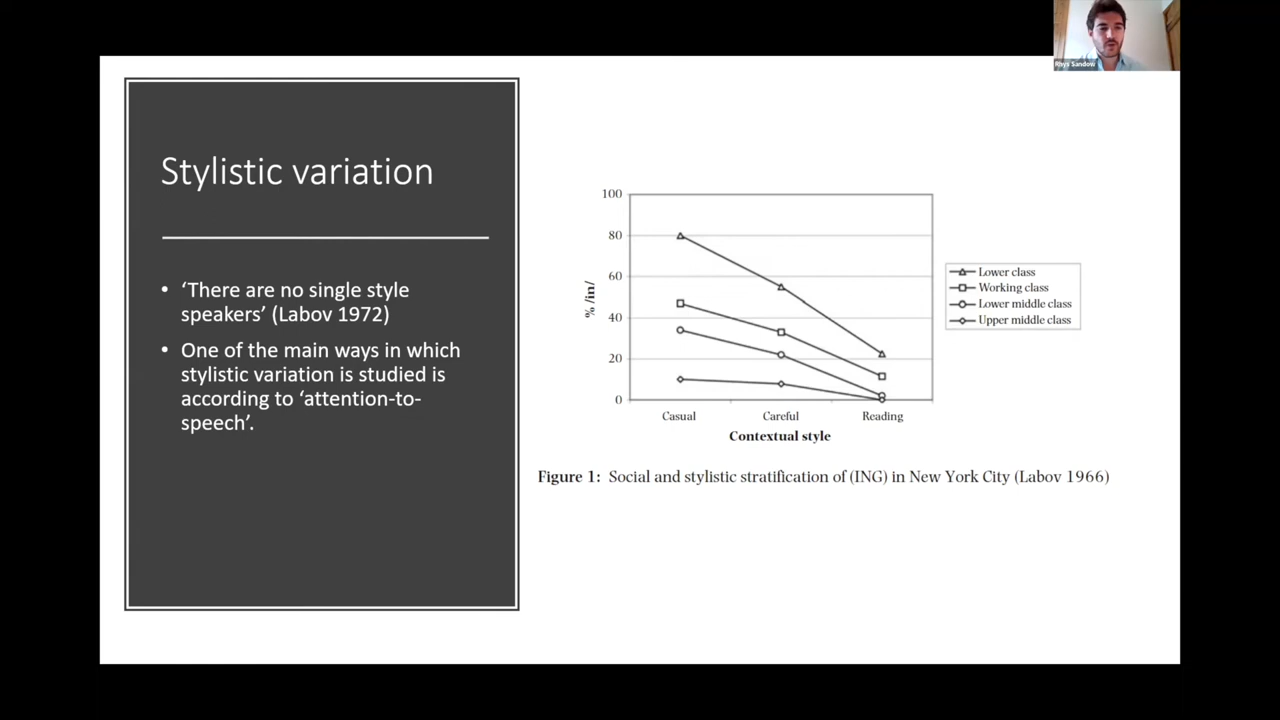 Rhys Sandow
Stylistic variation
• ‘There are no single style
speakers’ (Labov 1972)
• One of the main ways in which
stylistic variation is studied is
according to ‘attention-to-
speech’.
100
80
60
40
20
0
% /in/
Casual Careful Reading
Contextual style
Lower class
Working class
Lower middle class
Upper middle class
Figure 1: Social and stylistic stratification of (ING) in New York City (Labov 1966)